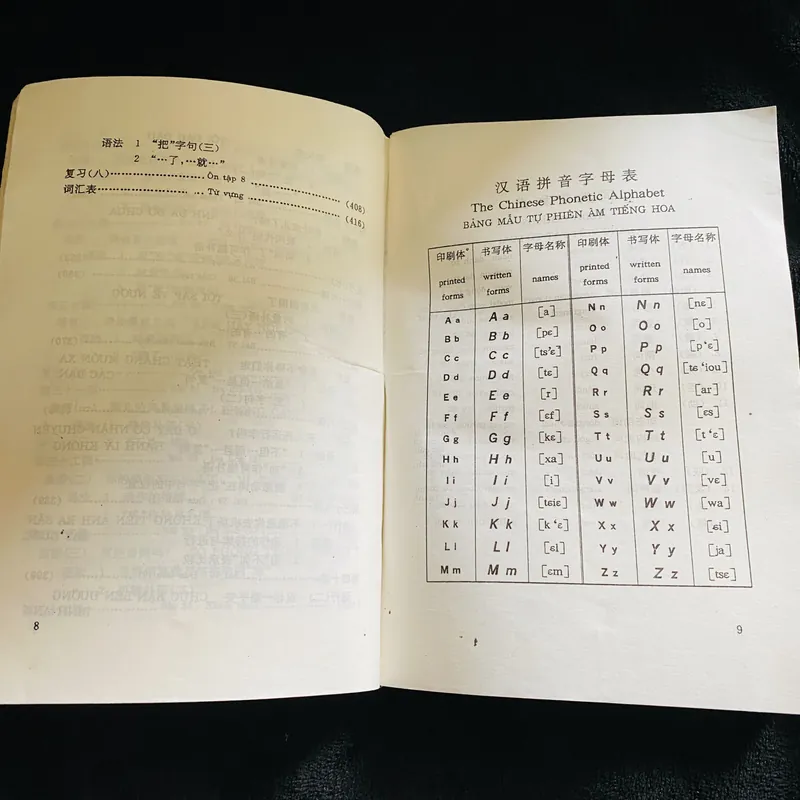 语法 1 “把”字句(三)
2 “…了,…就…”
复习(八)……Ôn tập 8……(408)
词汇表…… … Từ vựng……(416)
8
汉语拼音字母表
The Chinese Phonetic Alphabet
BẢNG MẪU TỰ PHIÊN ÂM TIẾNG HOA
印刷体 书写体 字母名称 印刷体 书写体 字母名称
printed forms written forms names printed forms written forms names
A a A a [a] N n N n [nɛ]
B b B b [pɛ] O o O o [o]
C c C c [ts‘ɛ] P p P p [p‘ɛ]
D d D d [tɛ] Q q Q q [tɕ‘iou]
E e E e [ɤ] R r R r [ar]
F f F f [ɛf] S s S s [ɛs]
G g G g [kɛ] T t T t [t‘ɛ]
H h H h [xa] U u U u [u]
I i I i [i] V v V v [vɛ]
J j J j [tɕiɛ] W w W w [wa]
K k K k [k‘ɛ] X x X x [ɕi]
L l L l [ɛl] Y y Y y [ja]
M m M m [ɛm] Z z Z z [tsɛ]
9